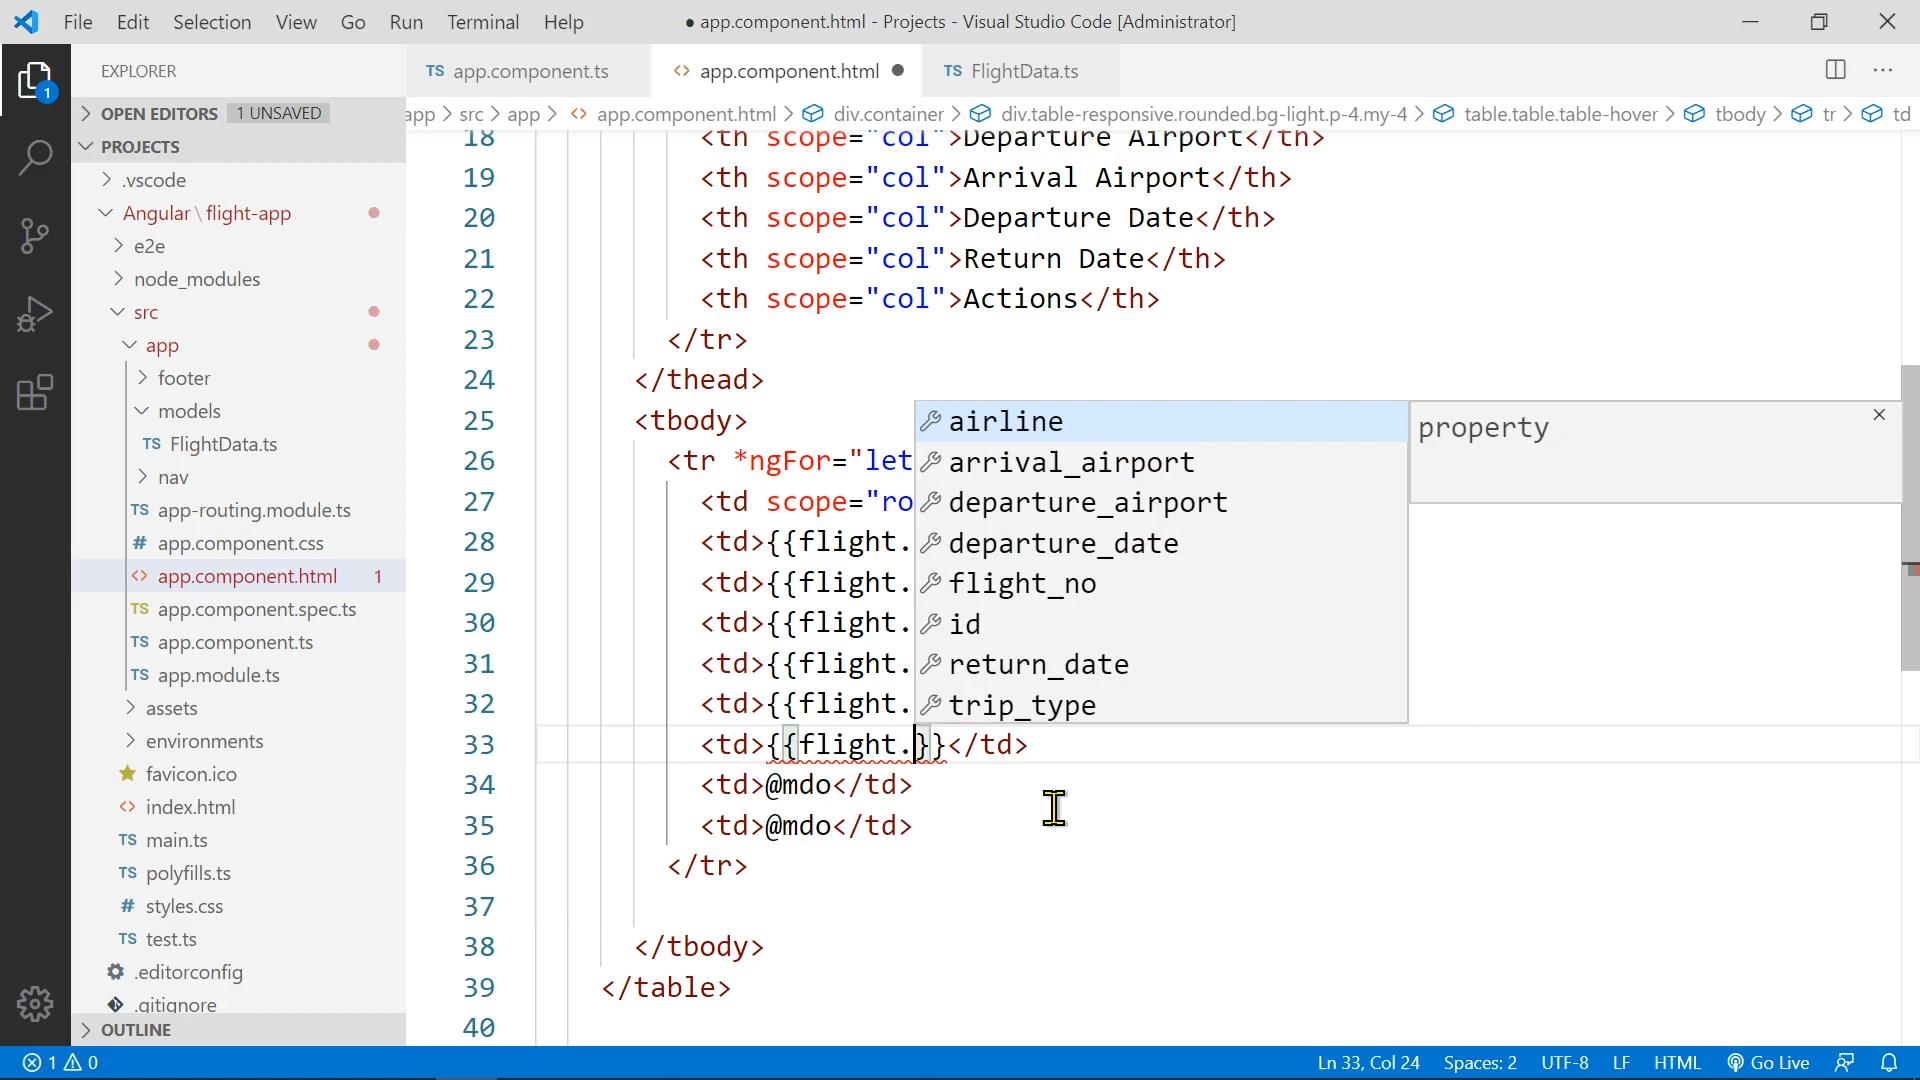 File Edit Selection View Go Run Terminal Help
● app.component.html - Projects - Visual Studio Code [Administrator]
EXPLORER
TS app.component.ts
<> app.component.html ●
TS FlightData.ts
1
OPEN EDITORS 1 UNSAVED
PROJECTS
.vscode
Angular \ flight-app
e2e
node_modules
src
app
footer
models
TS FlightData.ts
nav
TS app-routing.module.ts
# app.component.css
<> app.component.html 1
TS app.component.spec.ts
TS app.component.ts
TS app.module.ts
assets
environments
favicon.ico
<> index.html
TS main.ts
TS polyfills.ts
# styles.css
TS test.ts
.editorconfig
.gitignore
OUTLINE
app > src > app > <> app.component.html > div.container > div.table-responsive.rounded.bg-light.p-4.my-4 > table.table.table-hover > tbody > tr > td
18 <th scope="col">Departure Airport</th>
19 <th scope="col">Arrival Airport</th>
20 <th scope="col">Departure Date</th>
21 <th scope="col">Return Date</th>
22 <th scope="col">Actions</th>
23 </tr>
24 </thead>
25 <tbody>
26 <tr *ngFor="let
27 <td scope="ro
28 <td>{{flight.
29 <td>{{flight.
30 <td>{{flight.
31 <td>{{flight.
32 <td>{{flight.
33 <td>{{flight.}}</td>
34 <td>@mdo</td>
35 <td>@mdo</td>
36 </tr>
37
38 </tbody>
39 </table>
40
airline
arrival_airport
departure_airport
departure_date
flight_no
id
return_date
trip_type
property
1 0
Ln 33, Col 24 Spaces: 2 UTF-8 LF HTML Go Live